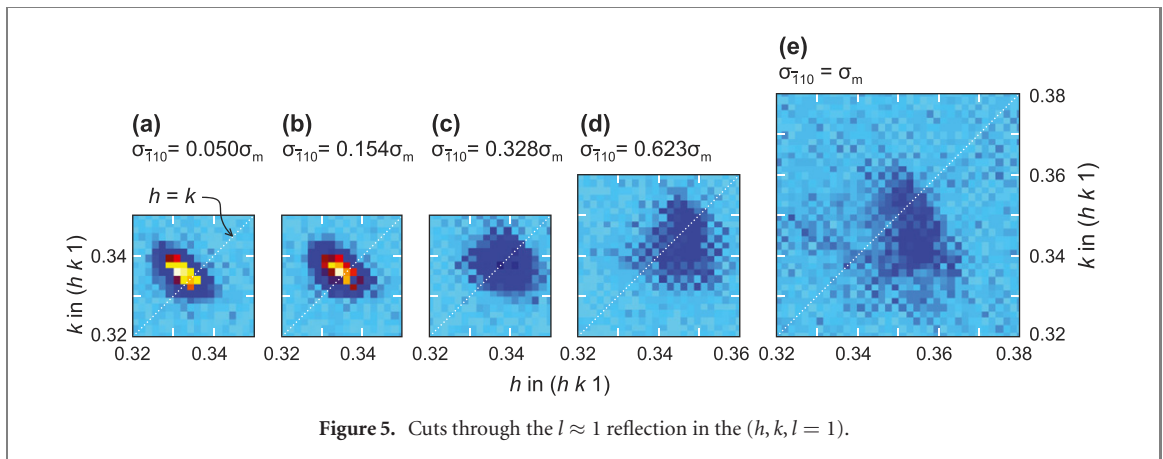 (a)
σ1̅10= 0.050σm
(b)
σ1̅10= 0.154σm
(c)
σ1̅10= 0.328σm
(d)
σ1̅10= 0.623σm
(e)
σ1̅10 = σm
h = k
k in (h k 1)
0.34
0.32
0.32
0.34
0.32
0.34
0.32
0.34
0.32
0.34
0.36
0.32
0.34
0.36
0.38
0.38
0.36
0.34
0.32
k in (h k 1)
h in (h k 1)
Figure 5. Cuts through the l ≈ 1 reflection in the (h, k, l = 1).